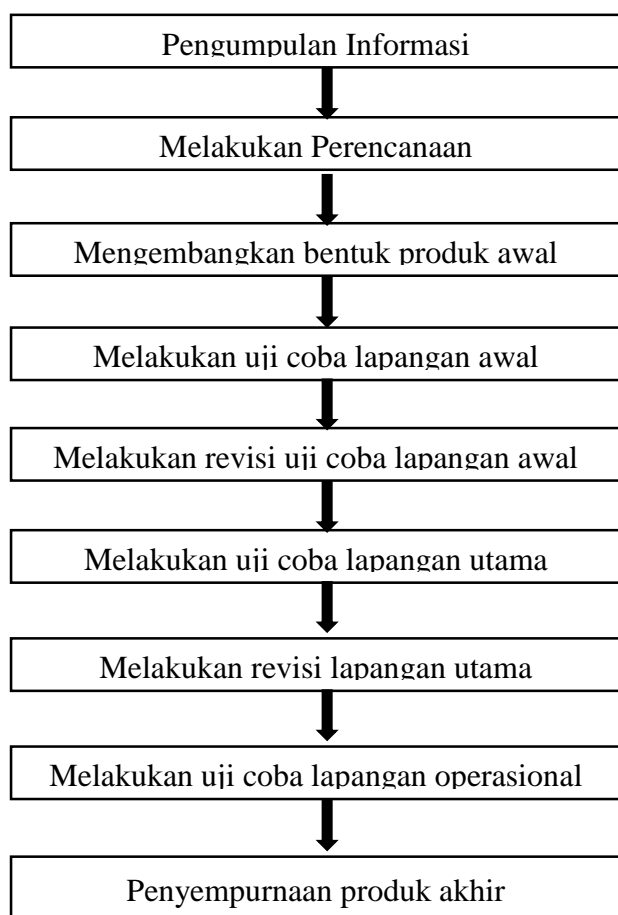 Pengumpulan Informasi
Melakukan Perencanaan
Mengembangkan bentuk produk awal
Melakukan uji coba lapangan awal
Melakukan revisi uji coba lapangan awal
Melakukan uji coba lapangan utama
Melakukan revisi lapangan utama
Melakukan uji coba lapangan operasional
Penyempurnaan produk akhir